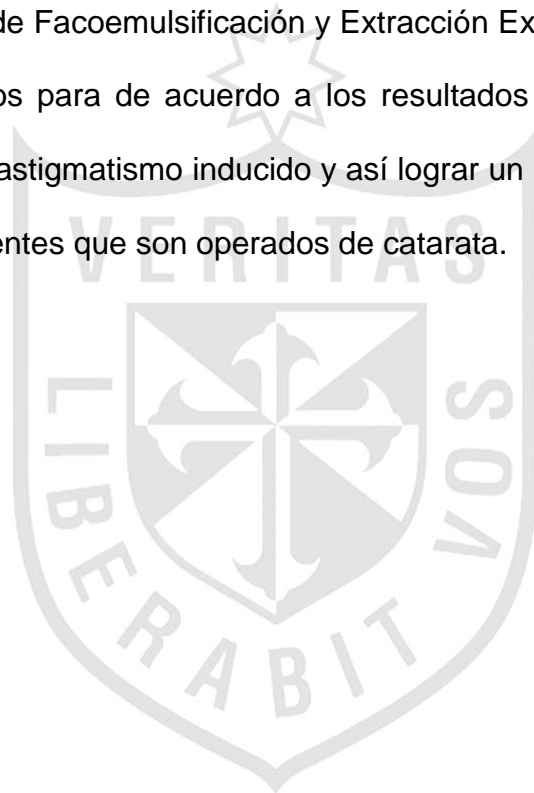 de Facoemulsificación y Extracción Ex
os para de acuerdo a los resultados
astigmatismo inducido y así lograr un
entes que son operados de catarata.
VERITAS
LIBERABIT VOS